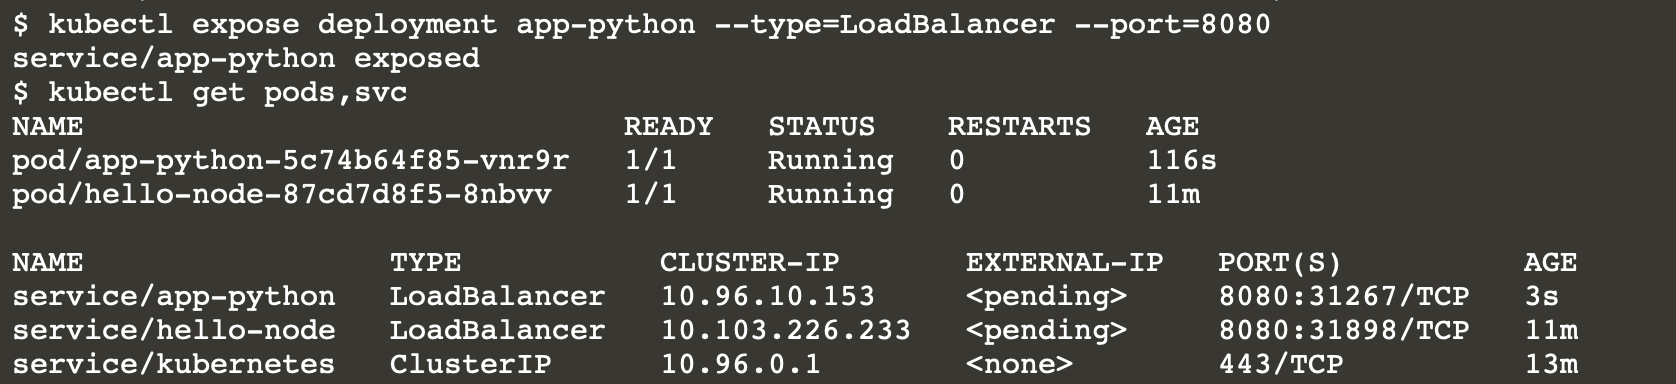 $ kubectl expose deployment app-python --type=LoadBalancer --port=8080
service/app-python exposed
$ kubectl get pods,svc
NAME READY STATUS RESTARTS AGE
pod/app-python-5c74b64f85-vnr9r 1/1 Running 0 116s
pod/hello-node-87cd7d8f5-8nbvv 1/1 Running 0 11m
NAME TYPE CLUSTER-IP EXTERNAL-IP PORT(S) AGE
service/app-python LoadBalancer 10.96.10.153 <pending> 8080:31267/TCP 3s
service/hello-node LoadBalancer 10.103.226.233 <pending> 8080:31898/TCP 11m
service/kubernetes ClusterIP 10.96.0.1 <none> 443/TCP 13m